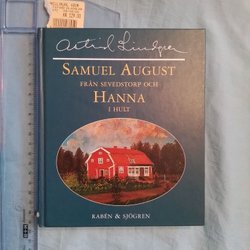 Astrid Lindgren
SAMUEL AUGUST
FRÅN SEVEDSTORP OCH
HANNA
I HULT
RABÉN & SJÖGREN